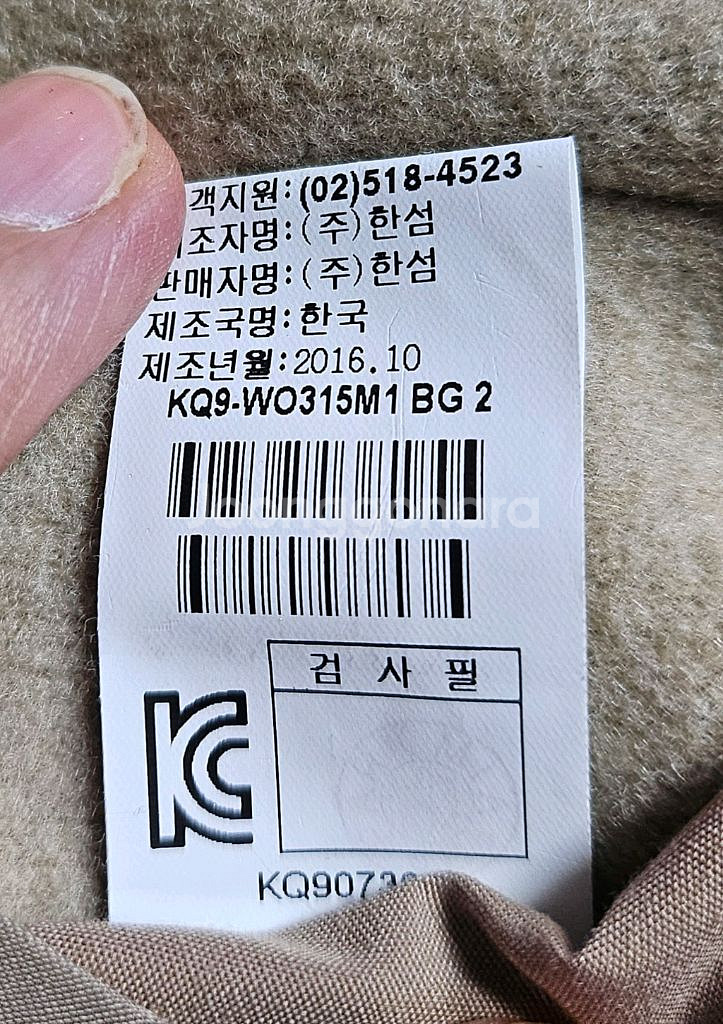 객지원:(02)518-4523
조자명:(주)한섬
판매자명:(주)한섬
제조국명:한국
제조년월:2016.10
KQ9-WO315M1 BG 2
joonggonara
검 사 필
KC